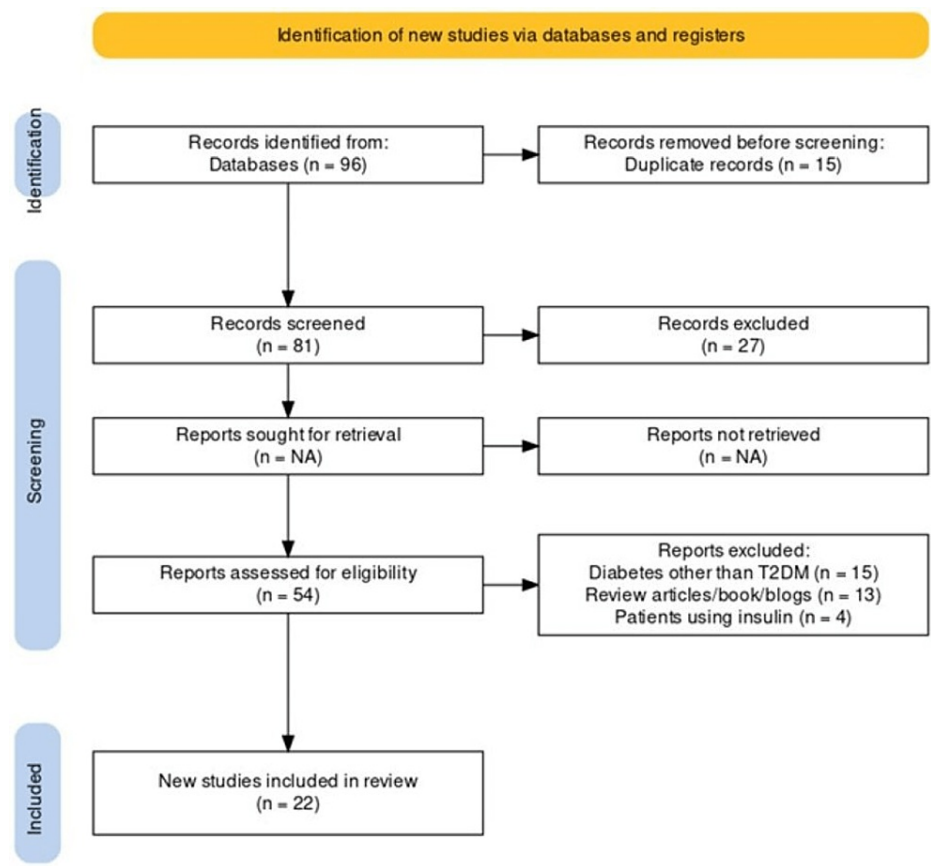 Identification of new studies via databases and registers
Identification
Records identified from:
Databases (n = 96)
Records removed before screening:
Duplicate records (n = 15)
Screening
Records screened
(n = 81)
Records excluded
(n = 27)
Reports sought for retrieval
(n = NA)
Reports not retrieved
(n = NA)
Reports assessed for eligibility
(n = 54)
Reports excluded:
Diabetes other than T2DM (n = 15)
Review articles/book/blogs (n = 13)
Patients using insulin (n = 4)
Included
New studies included in review
(n = 22)